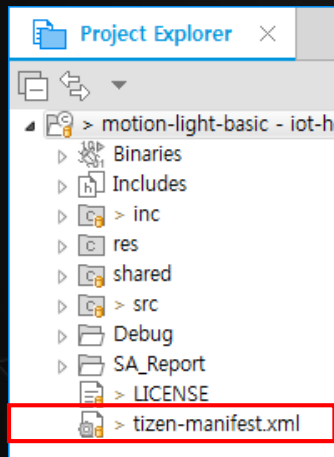 Project Explorer
> motion-light-basic - iot-h
Binaries
Includes
> inc
res
shared
> src
Debug
SA_Report
> LICENSE
> tizen-manifest.xml